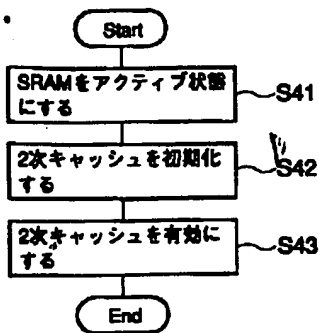 Start
SRAMをアクティブ状態
にする
S41
2次キャッシュを初期化
する
S42
2次キャッシュを有効に
する
S43
End